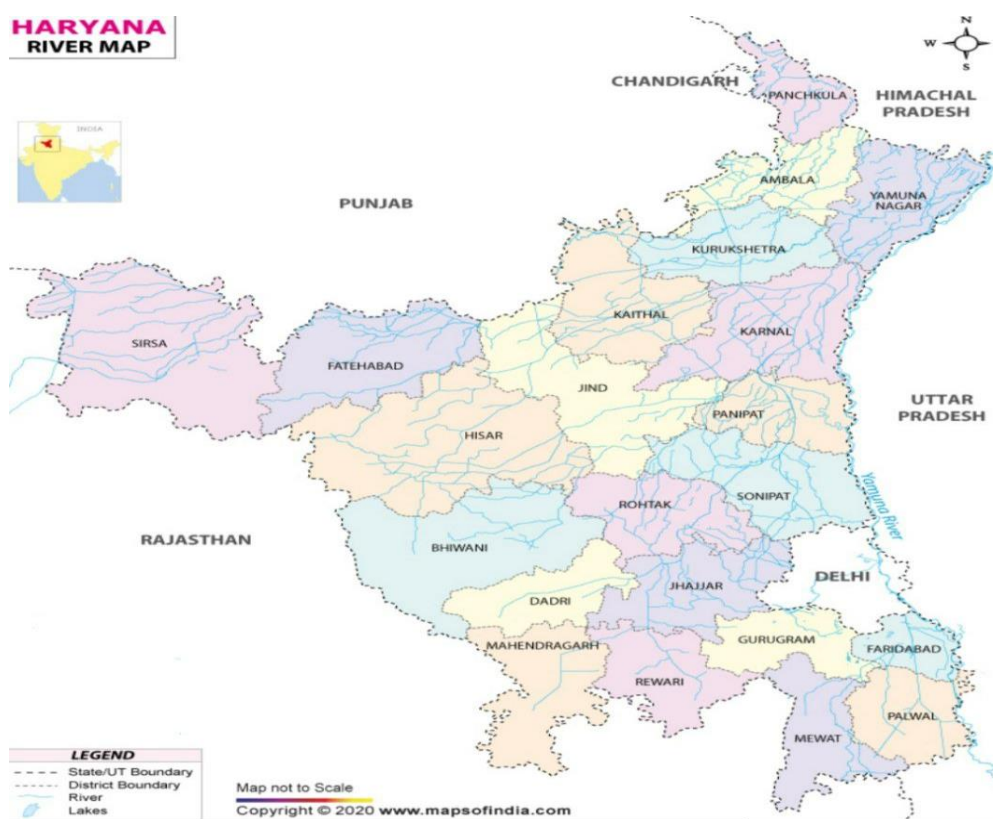 HARYANA
RIVER MAP
N
W
S
INDIA
CHANDIGARH
PANCHKULA
HIMACHAL
PRADESH
AMBALA
YAMUNA
NAGAR
PUNJAB
KURUKSHETRA
KAITHAL
KARNAL
SIRSA
FATEHABAD
JIND
UTTAR
PRADESH
PANIPAT
HISAR
SONIPAT
ROHTAK
Yamuna River
RAJASTHAN
BHIWANI
DELHI
JHAJJAR
DADRI
MAHENDRAGARH
GURUGRAM
FARIDABAD
REWARI
PALWAL
MEWAT
LEGEND
State/UT Boundary
District Boundary
River
Lakes
Map not to Scale
Copyright © 2020 www.mapsofindia.com